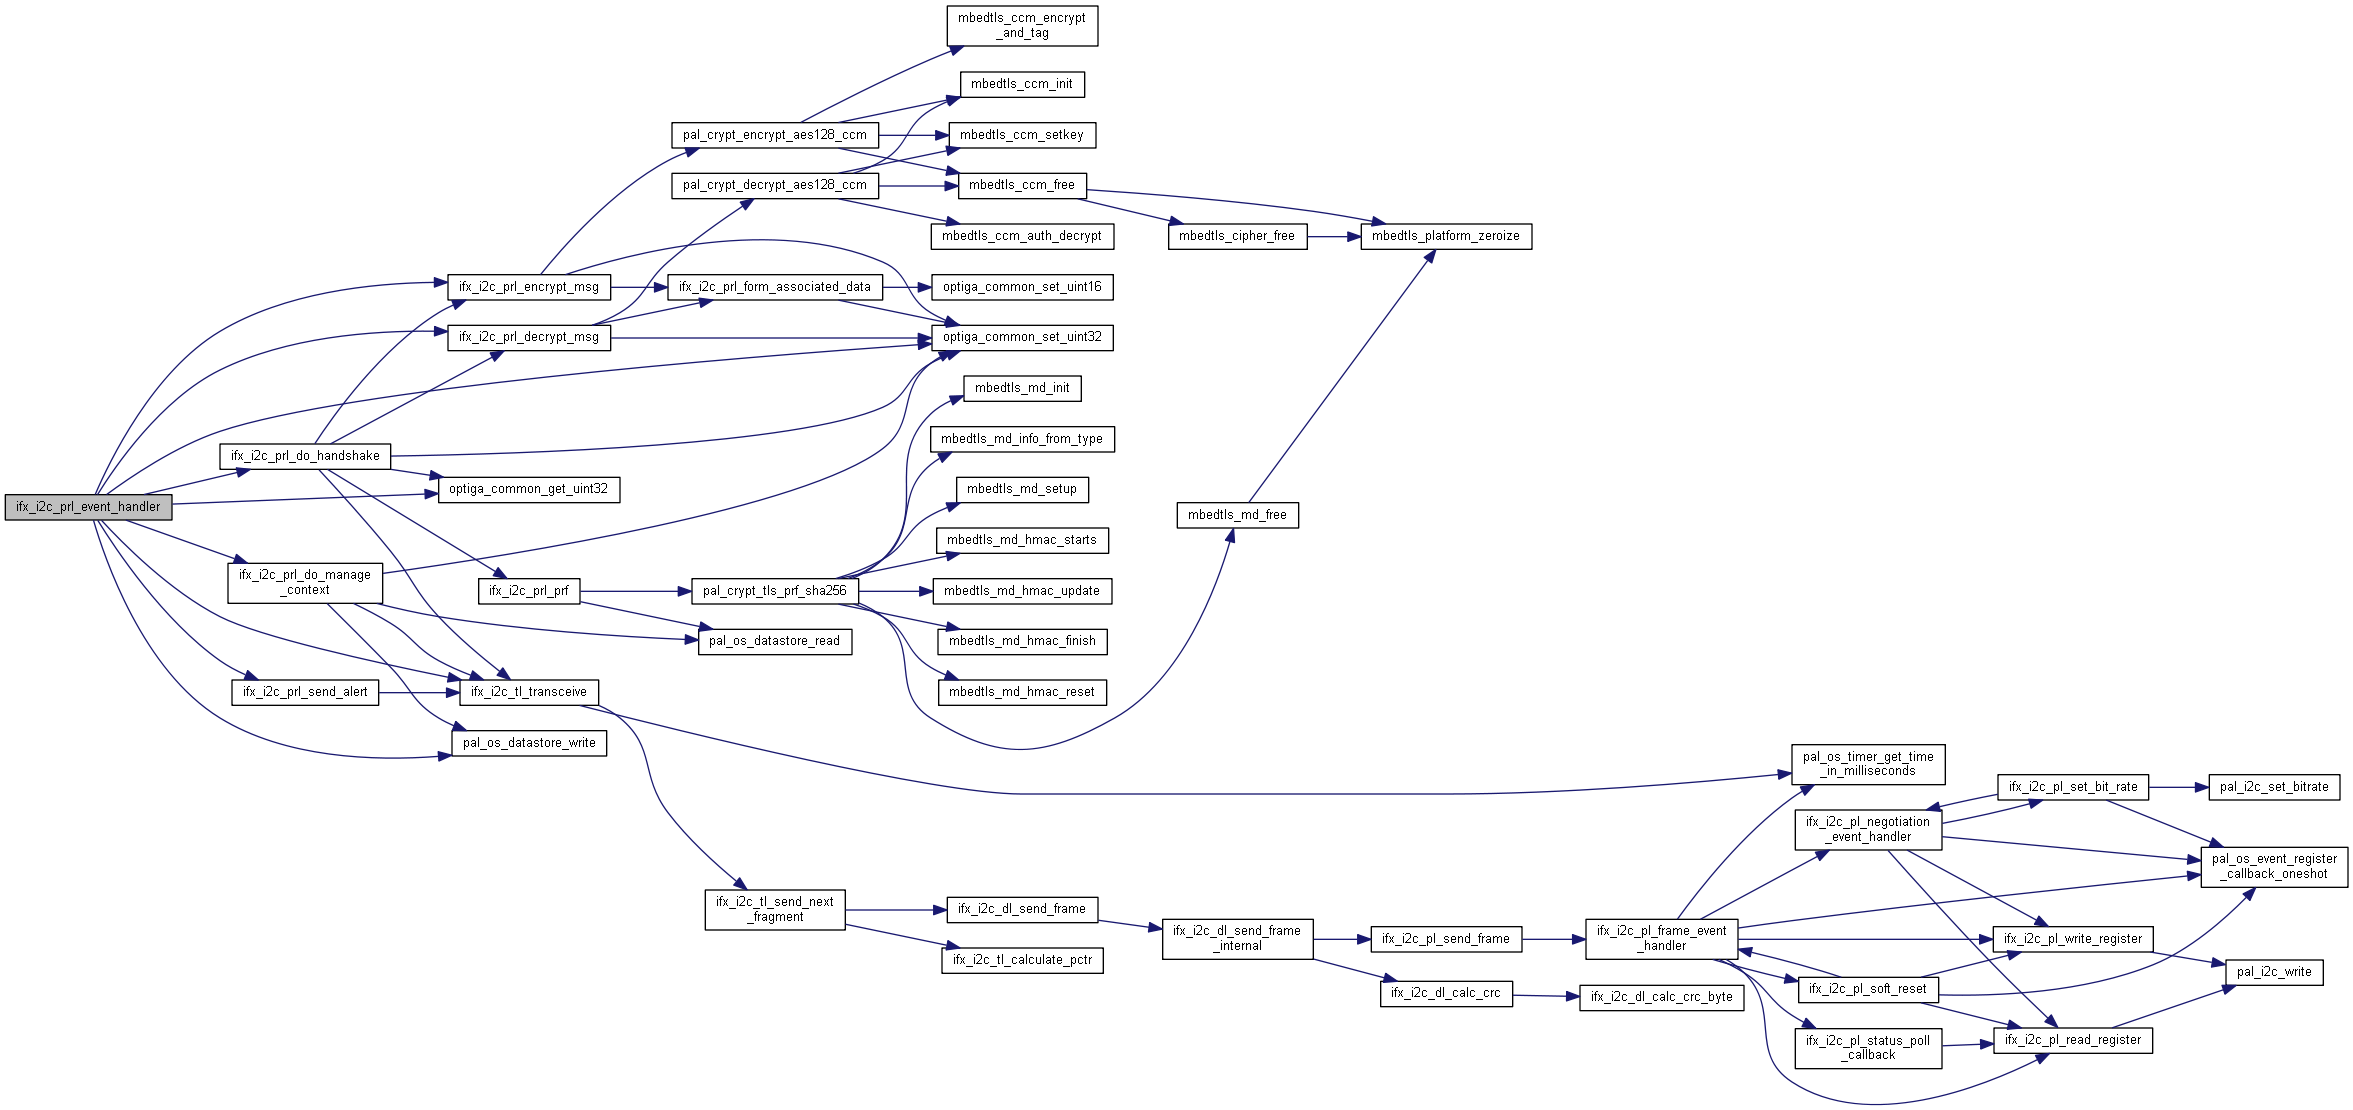 mbedtls_ccm_encrypt
_and_tag
mbedtls_ccm_init
pal_crypt_encrypt_aes128_ccm
mbedtls_ccm_setkey
pal_crypt_decrypt_aes128_ccm
mbedtls_ccm_free
mbedtls_ccm_auth_decrypt
mbedtls_cipher_free
mbedtls_platform_zeroize
ifx_i2c_prl_encrypt_msg
ifx_i2c_prl_form_associated_data
optiga_common_set_uint16
ifx_i2c_prl_decrypt_msg
optiga_common_set_uint32
mbedtls_md_init
mbedtls_md_info_from_type
ifx_i2c_prl_do_handshake
optiga_common_get_uint32
mbedtls_md_setup
ifx_i2c_prl_event_handler
mbedtls_md_free
mbedtls_md_hmac_starts
ifx_i2c_prl_do_manage
_context
ifx_i2c_prl_prf
pal_crypt_tls_prf_sha256
mbedtls_md_hmac_update
pal_os_datastore_read
mbedtls_md_hmac_finish
ifx_i2c_prl_send_alert
ifx_i2c_tl_transceive
mbedtls_md_hmac_reset
pal_os_datastore_write
pal_os_timer_get_time
_in_milliseconds
ifx_i2c_pl_set_bit_rate
pal_i2c_set_bitrate
ifx_i2c_pl_negotiation
_event_handler
pal_os_event_register
_callback_oneshot
ifx_i2c_tl_send_next
_fragment
ifx_i2c_dl_send_frame
ifx_i2c_dl_send_frame
_internal
ifx_i2c_pl_send_frame
ifx_i2c_pl_frame_event
_handler
ifx_i2c_pl_write_register
ifx_i2c_tl_calculate_pctr
pal_i2c_write
ifx_i2c_dl_calc_crc
ifx_i2c_dl_calc_crc_byte
ifx_i2c_pl_soft_reset
ifx_i2c_pl_status_poll
_callback
ifx_i2c_pl_read_register